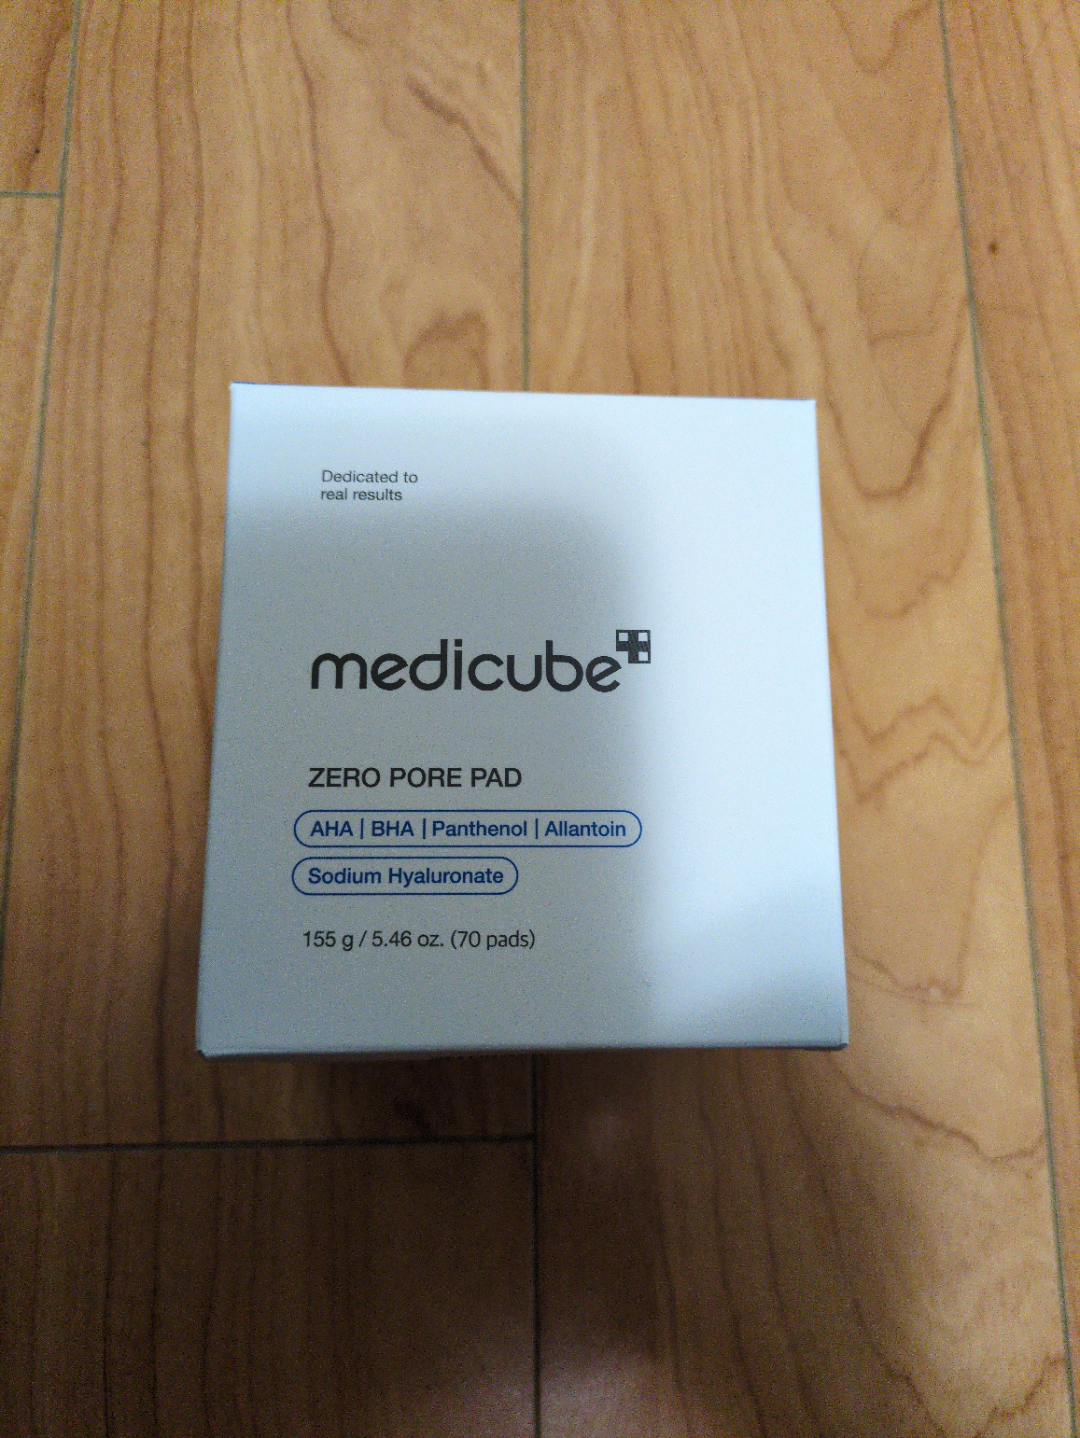 Dedicated to
real results
medicube
ZERO PORE PAD
AHA | BHA | Panthenol | Allantoin
Sodium Hyaluronate
155 g / 5.46 oz. (70 pads)